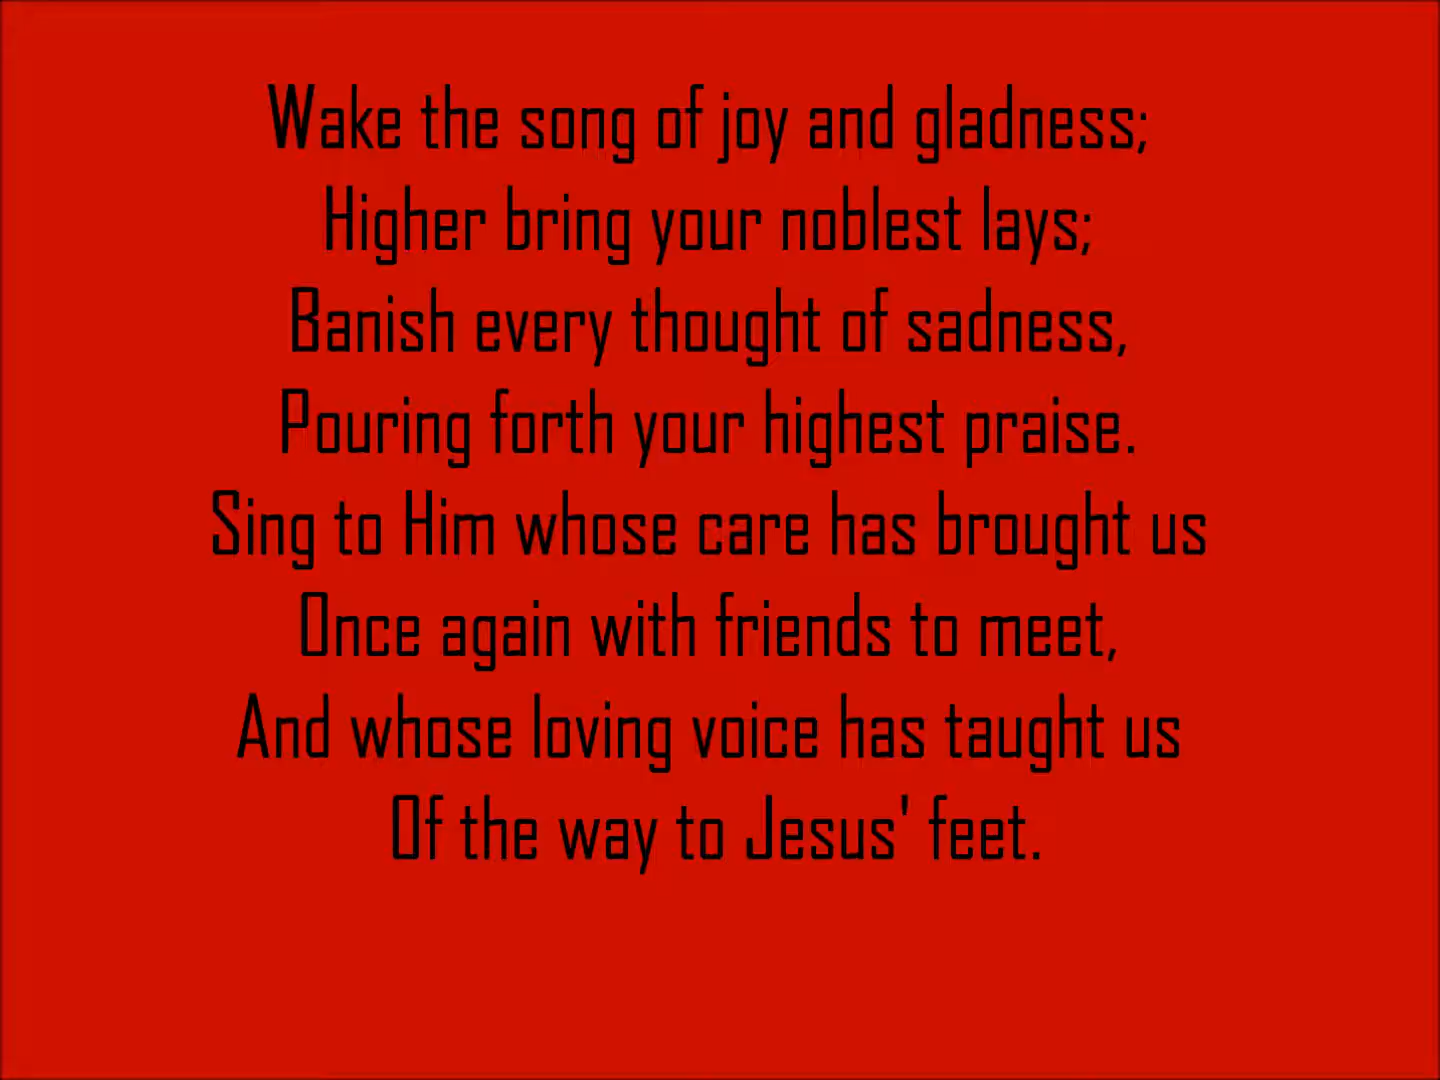 Wake the song of joy and gladness;
Higher bring your noblest lays;
Banish every thought of sadness,
Pouring forth your highest praise.
Sing to Him whose care has brought us
Once again with friends to meet,
And whose loving voice has taught us
Of the way to Jesus' feet.